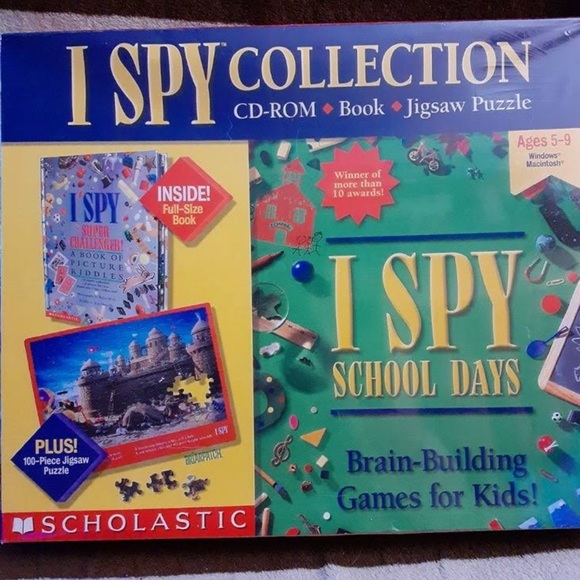 I SPY™ COLLECTION
CD-ROM ♦ Book ♦ Jigsaw Puzzle
Ages 5–9
Windows®
Macintosh®
INSIDE!
Full-Size
Book
I SPY
SUPER
CHALLENGER!
A BOOK OF
PICTURE
RIDDLES
Winner of
more than
10 awards!
I SPY
SCHOOL DAYS
PLUS!
100-Piece Jigsaw
Puzzle
I SPY
BRIARPATCH
Brain-Building
Games for Kids!
SCHOLASTIC